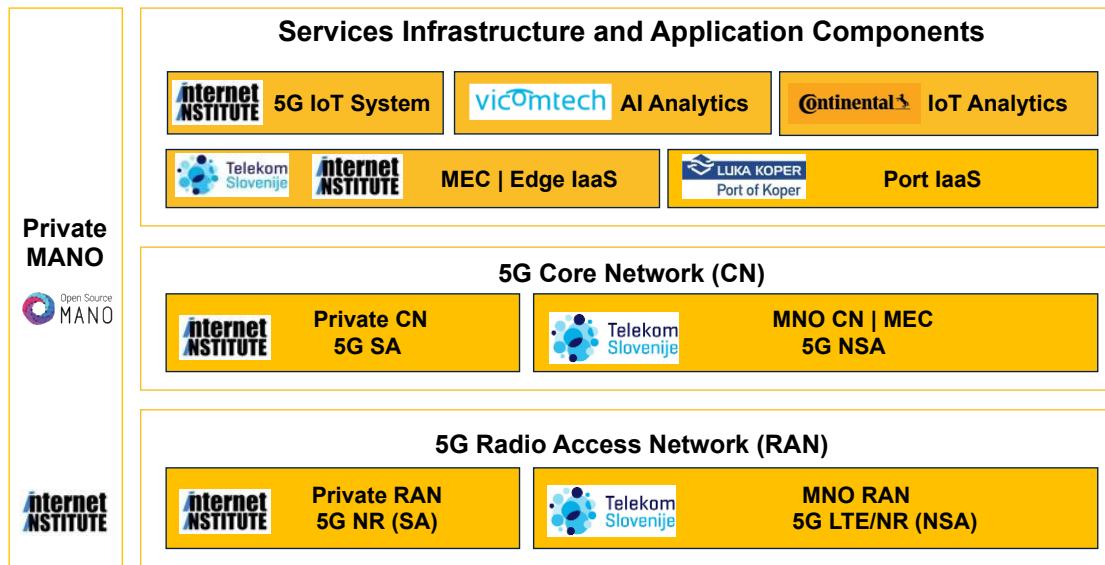 Services Infrastructure and Application Components
internet
INSTITUTE
5G IoT System
vicomtech
AI Analytics
Continental
IoT Analytics
Telekom
Slovenije
internet
INSTITUTE
MEC | Edge IaaS
LUKA KOPER
Port of Koper
Port IaaS
Private
MANO
Open Source
MANO
5G Core Network (CN)
internet
INSTITUTE
Private CN
5G SA
Telekom
Slovenije
MNO CN | MEC
5G NSA
5G Radio Access Network (RAN)
internet
INSTITUTE
internet
INSTITUTE
Private RAN
5G NR (SA)
Telekom
Slovenije
MNO RAN
5G LTE/NR (NSA)